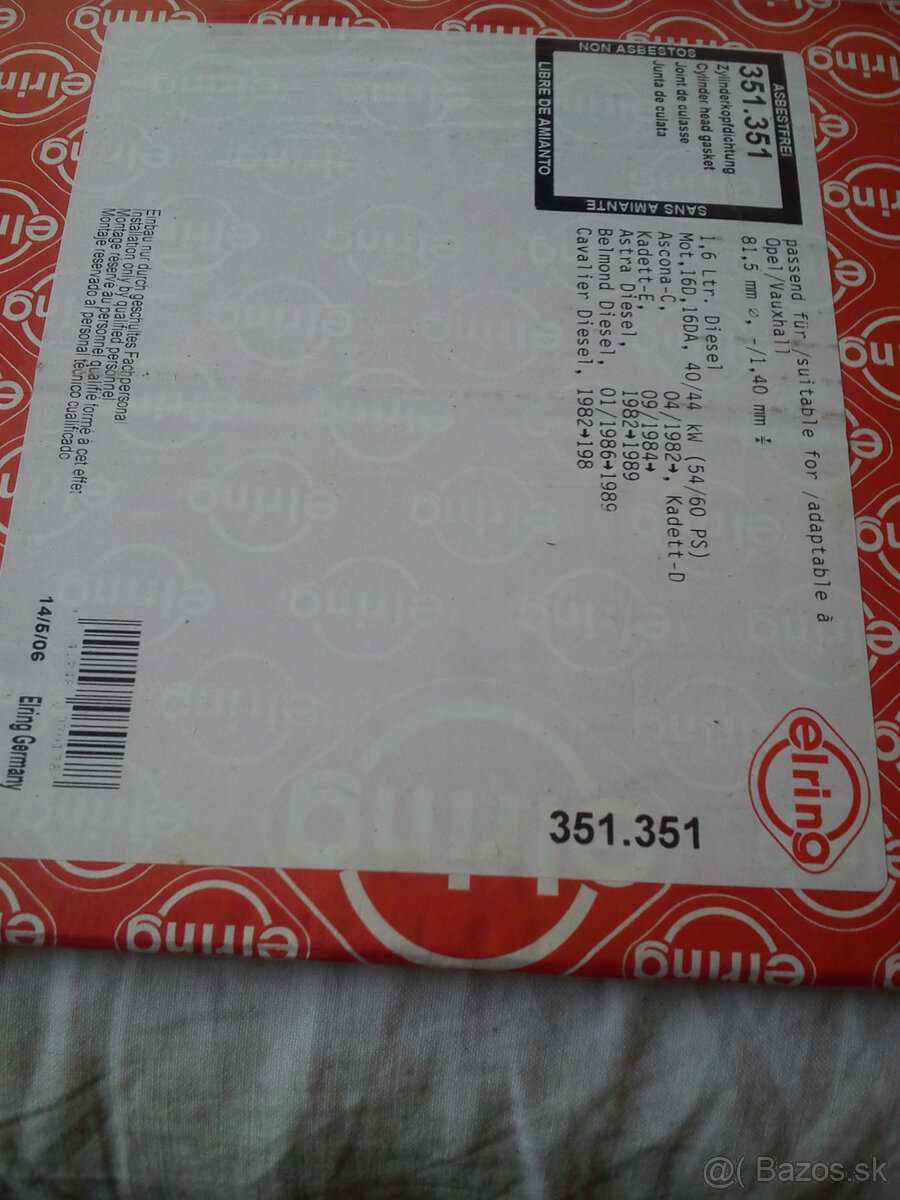 ASBESTFREI
NON ASBESTOS
SANS AMIANTE
LIBRE DE AMIANTO
351.351
Zylinderkopfdichtung
Cylinder head gasket
Joint de culasse
Junta de culata
passend für /suitable for /adaptable à
Opel/Vauxhall
81,5 mm ⌀, -/1,40 mm
1,6 Ltr. Diesel
Mot,16D,16DA, 40/44 kW (54/60 PS)
Ascona-C, 04/1982→, Kadett-D
Kadett-E, 09/1984→
Astra Diesel, 1982→1989
Belmond Diesel, 01/1986→1989
Cavalier Diesel, 1982→198
Einbau nur durch geschultes Fachpersonal
Installation only by qualified personnel
Montage réservé au personnel qualifié formé à cet effet
Montaje reservado al personal técnico cualificado
14/5/06 Elring Germany
elring
351.351
@( Bazos.sk